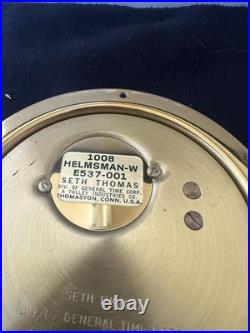 1008
HELMSMAN-W
E537-001
SETH THOMAS
DIV. OF GENERAL TIME CORP.
A TALLEY INDUSTRIES CO.
THOMASTON, CONN. U.S.A.
SETH
OF GENERAL TIME